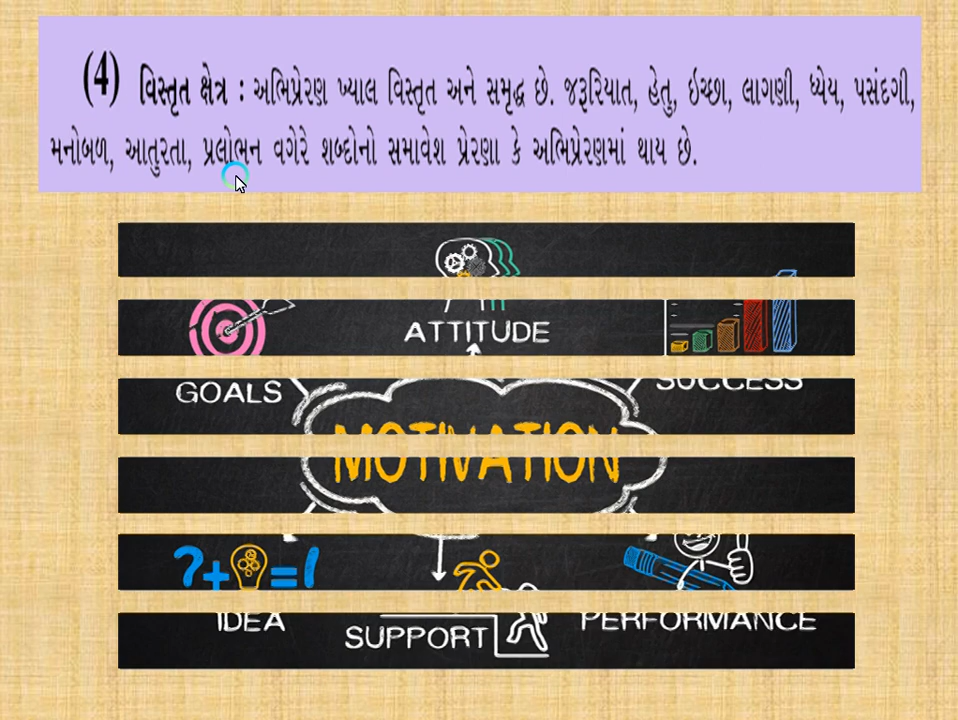 (4) વિસ્તૃત ક્ષેત્ર : અભિપ્રેરણ ખ્યાલ વિસ્તૃત અને સમૃદ્ધ છે. જરૂરિયાત, હેતુ, ઇચ્છા, લાગણી, ધ્યેય, પસંદગી,
મનોબળ, આતુરતા, પ્રલોભન વગેરે શબ્દોનો સમાવેશ પ્રેરણા કે અભિપ્રેરણમાં થાય છે.
ATTITUDE
GOALS
SUCCESS
MOTIVATION
?+=!
IDEA
SUPPORT
PERFORMANCE